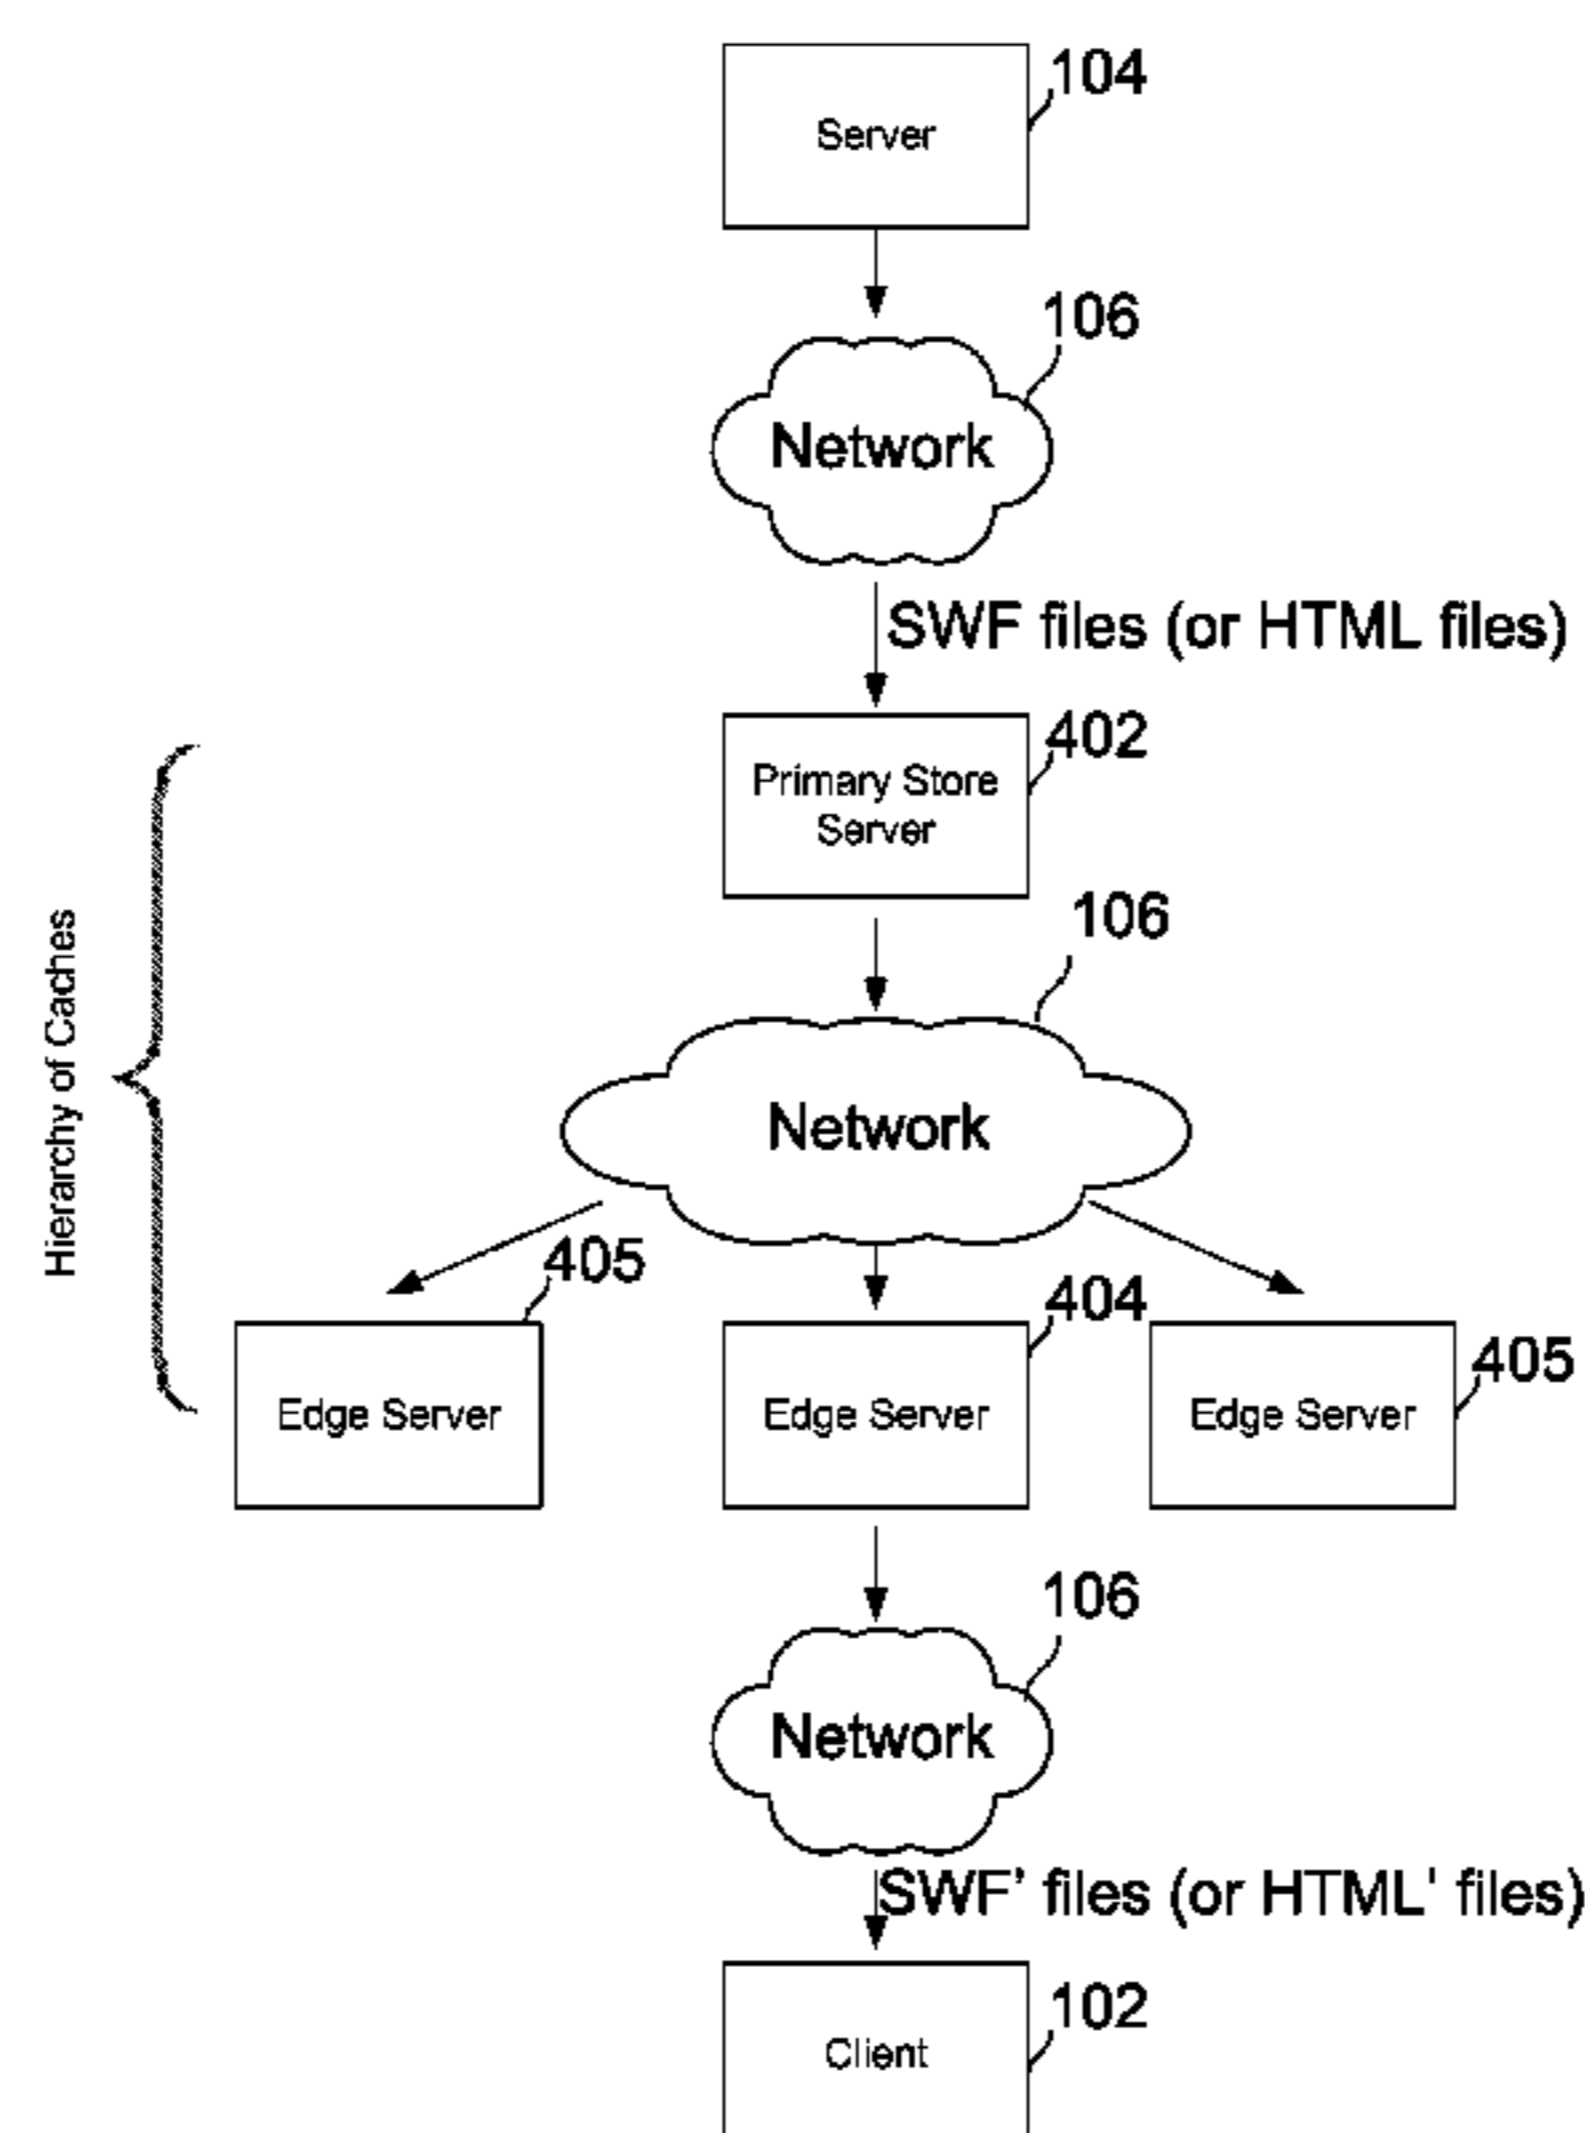 104
Server
106
Network
SWF files (or HTML files)
402
Primary Store
Server
106
Hierarchy of Caches
Network
405
404
405
Edge Server
Edge Server
Edge Server
106
Network
SWF’ files (or HTML' files)
102
Client